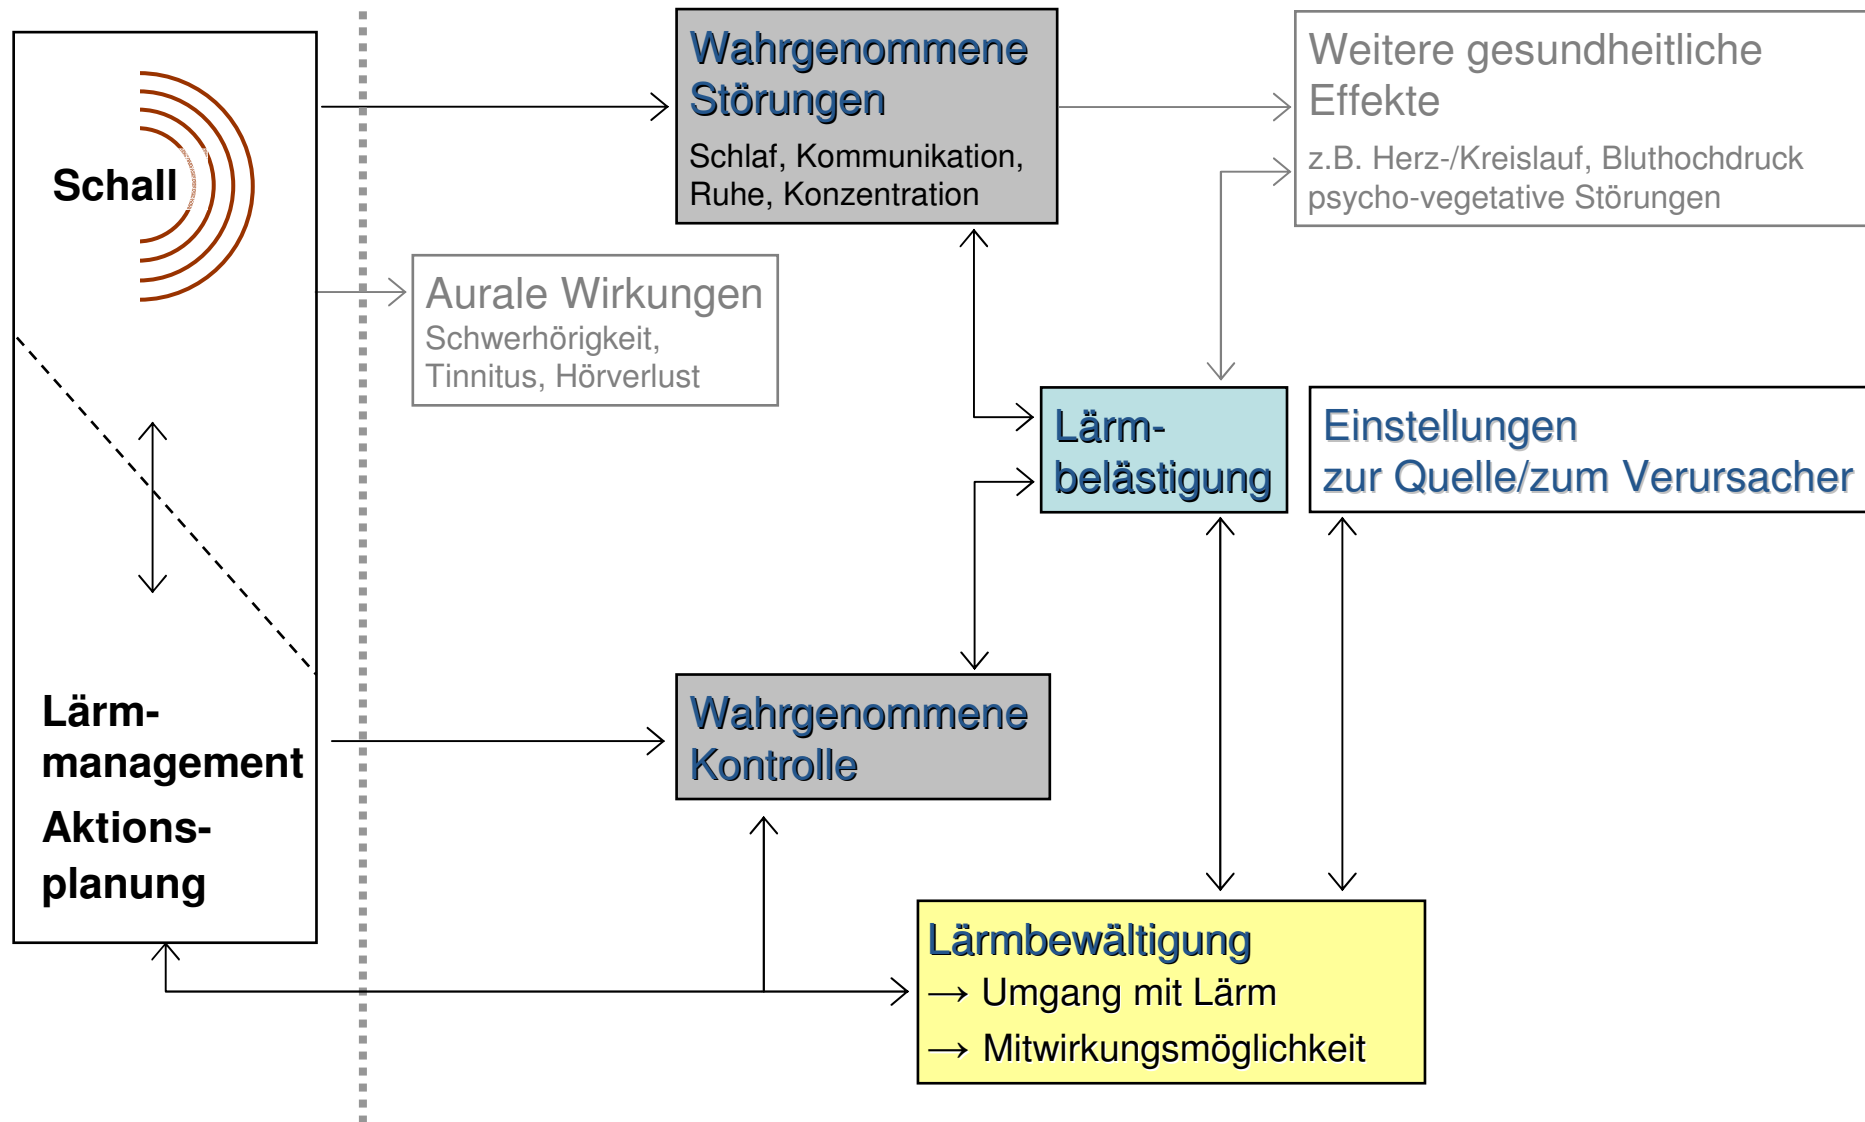 Schall
Lärm-
management
Aktions-
planung
Wahrgenommene
Störungen
Schlaf, Kommunikation,
Ruhe, Konzentration
Weitere gesundheitliche
Effekte
z.B. Herz-/Kreislauf, Bluthochdruck
psycho-vegetative Störungen
Aurale Wirkungen
Schwerhörigkeit,
Tinnitus, Hörverlust
Lärm-
belästigung
Einstellungen
zur Quelle/zum Verursacher
Wahrgenommene
Kontrolle
Lärmbewältigung
→ Umgang mit Lärm
→ Mitwirkungsmöglichkeit